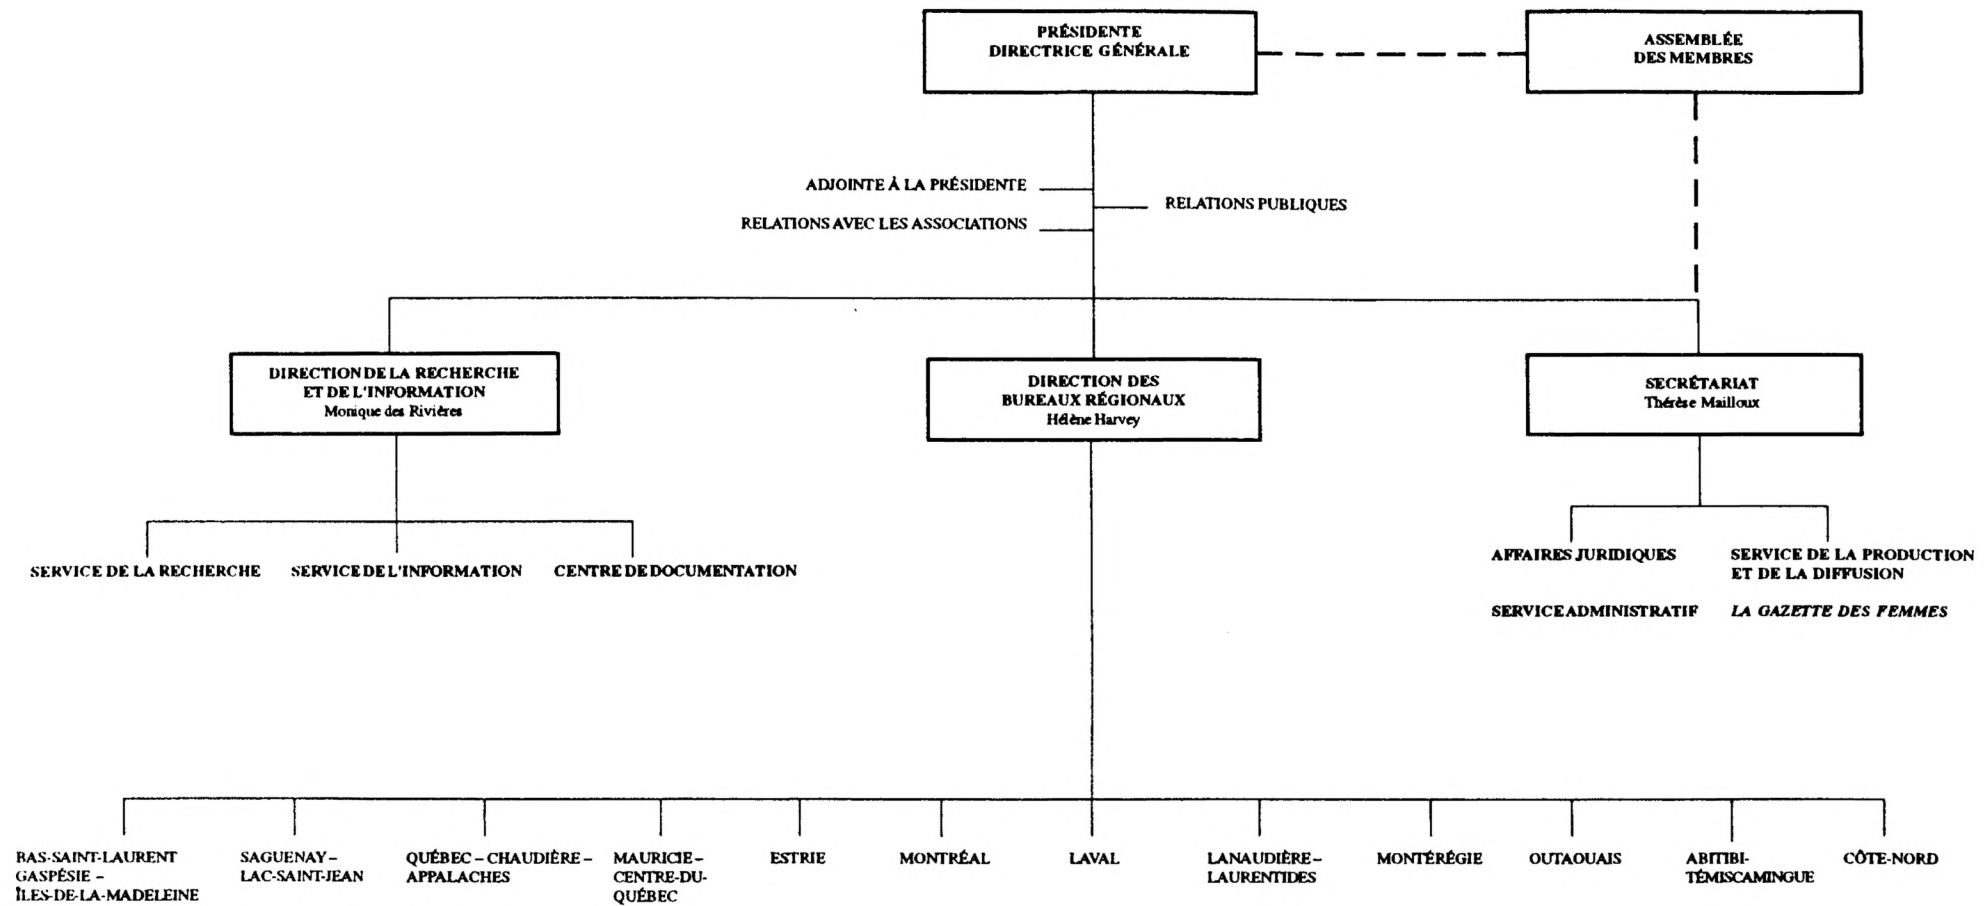 PRÉSIDENTE
DIRECTRICE GÉNÉRALE
ASSEMBLÉE
DES MEMBRES
ADJOINTE À LA PRÉSIDENTE
RELATIONS PUBLIQUES
RELATIONS AVEC LES ASSOCIATIONS
DIRECTION DE LA RECHERCHE
ET DE L'INFORMATION
Monique des Rivières
DIRECTION DES
BUREAUX RÉGIONAUX
Hélène Harvey
SECRÉTARIAT
Thérèse Mailloux
SERVICE DE LA RECHERCHE
SERVICE DE L'INFORMATION
CENTRE DE DOCUMENTATION
AFFAIRES JURIDIQUES
SERVICE ADMINISTRATIF
SERVICE DE LA PRODUCTION
ET DE LA DIFFUSION
LA GAZETTE DES FEMMES
BAS-SAINT-LAURENT
GASPÉSIE –
ÎLES-DE-LA-MADELEINE
SAGUENAY –
LAC-SAINT-JEAN
QUÉBEC – CHAUDIÈRE –
APPALACHES
MAURICIE –
CENTRE-DU-
QUÉBEC
ESTRIE
MONTRÉAL
LAVAL
LANAUDIÈRE –
LAURENTIDES
MONTÉRÉGIE
OUTAOUAIS
ABITIBI-
TÉMISCAMINGUE
CÔTE-NORD